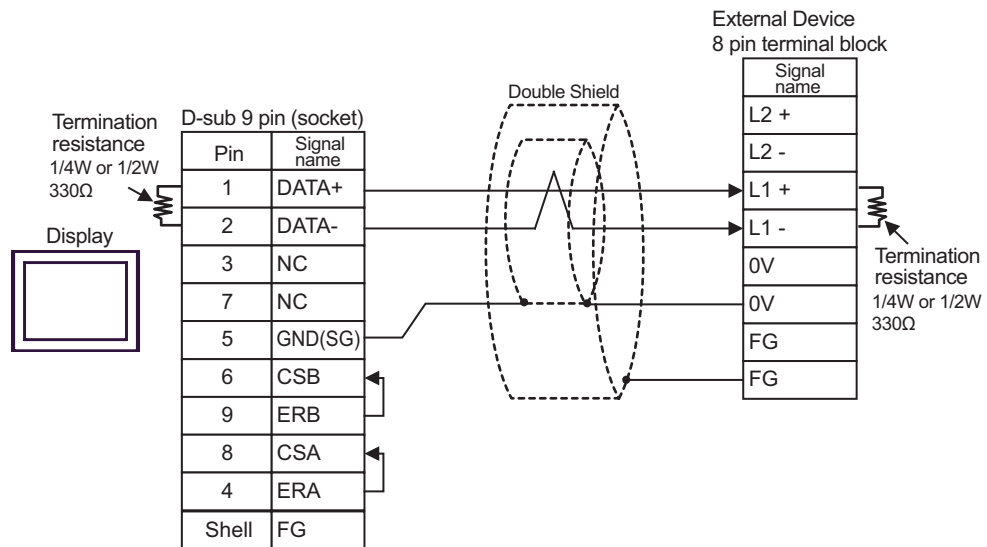 External Device
8 pin terminal block
Signal
name
L2 +
L2 -
L1 +
L1 -
0V
0V
FG
FG
Double Shield
Termination
resistance
1/4W or 1/2W
330Ω
D-sub 9 pin (socket)
Pin Signal
name
1 DATA+
2 DATA-
3 NC
7 NC
5 GND(SG)
6 CSB
9 ERB
8 CSA
4 ERA
Shell FG
Display
Termination
resistance
1/4W or 1/2W
330Ω